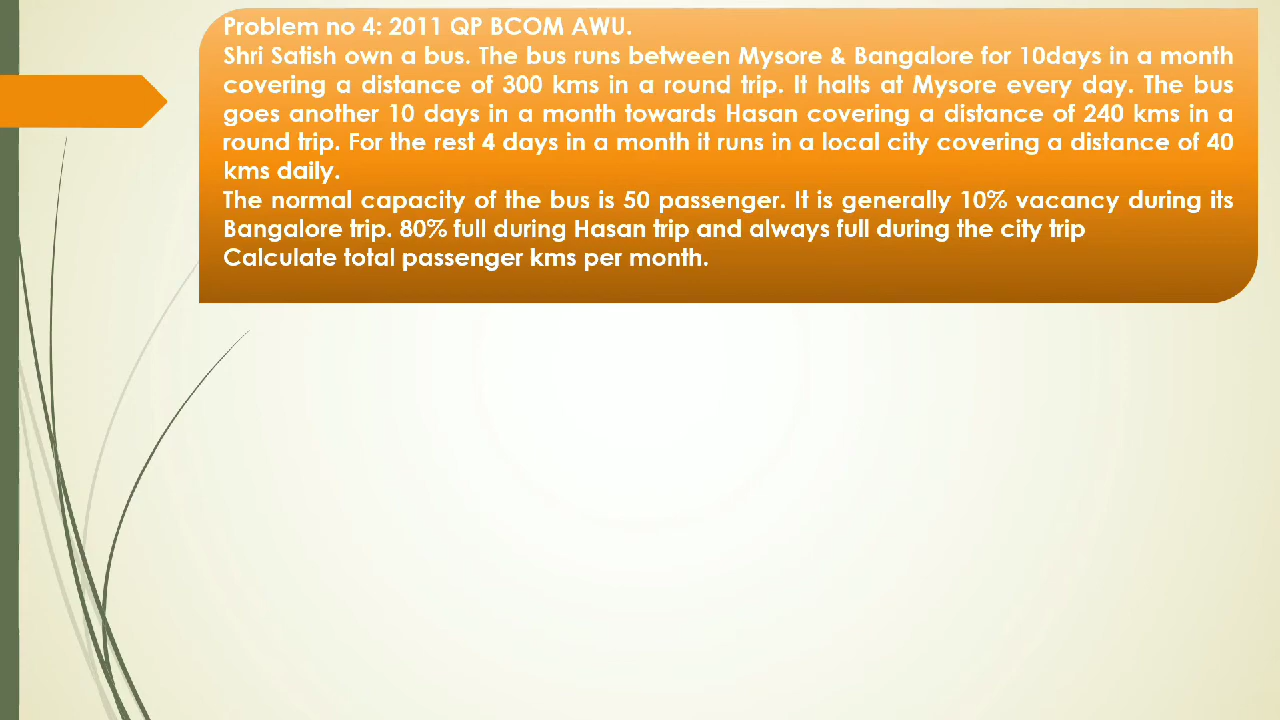 Problem no 4: 2011 QP BCOM AWU.
Shri Satish own a bus. The bus runs between Mysore & Bangalore for 10days in a month
covering a distance of 300 kms in a round trip. It halts at Mysore every day. The bus
goes another 10 days in a month towards Hasan covering a distance of 240 kms in a
round trip. For the rest 4 days in a month it runs in a local city covering a distance of 40
kms daily.
The normal capacity of the bus is 50 passenger. It is generally 10% vacancy during its
Bangalore trip. 80% full during Hasan trip and always full during the city trip
Calculate total passenger kms per month.